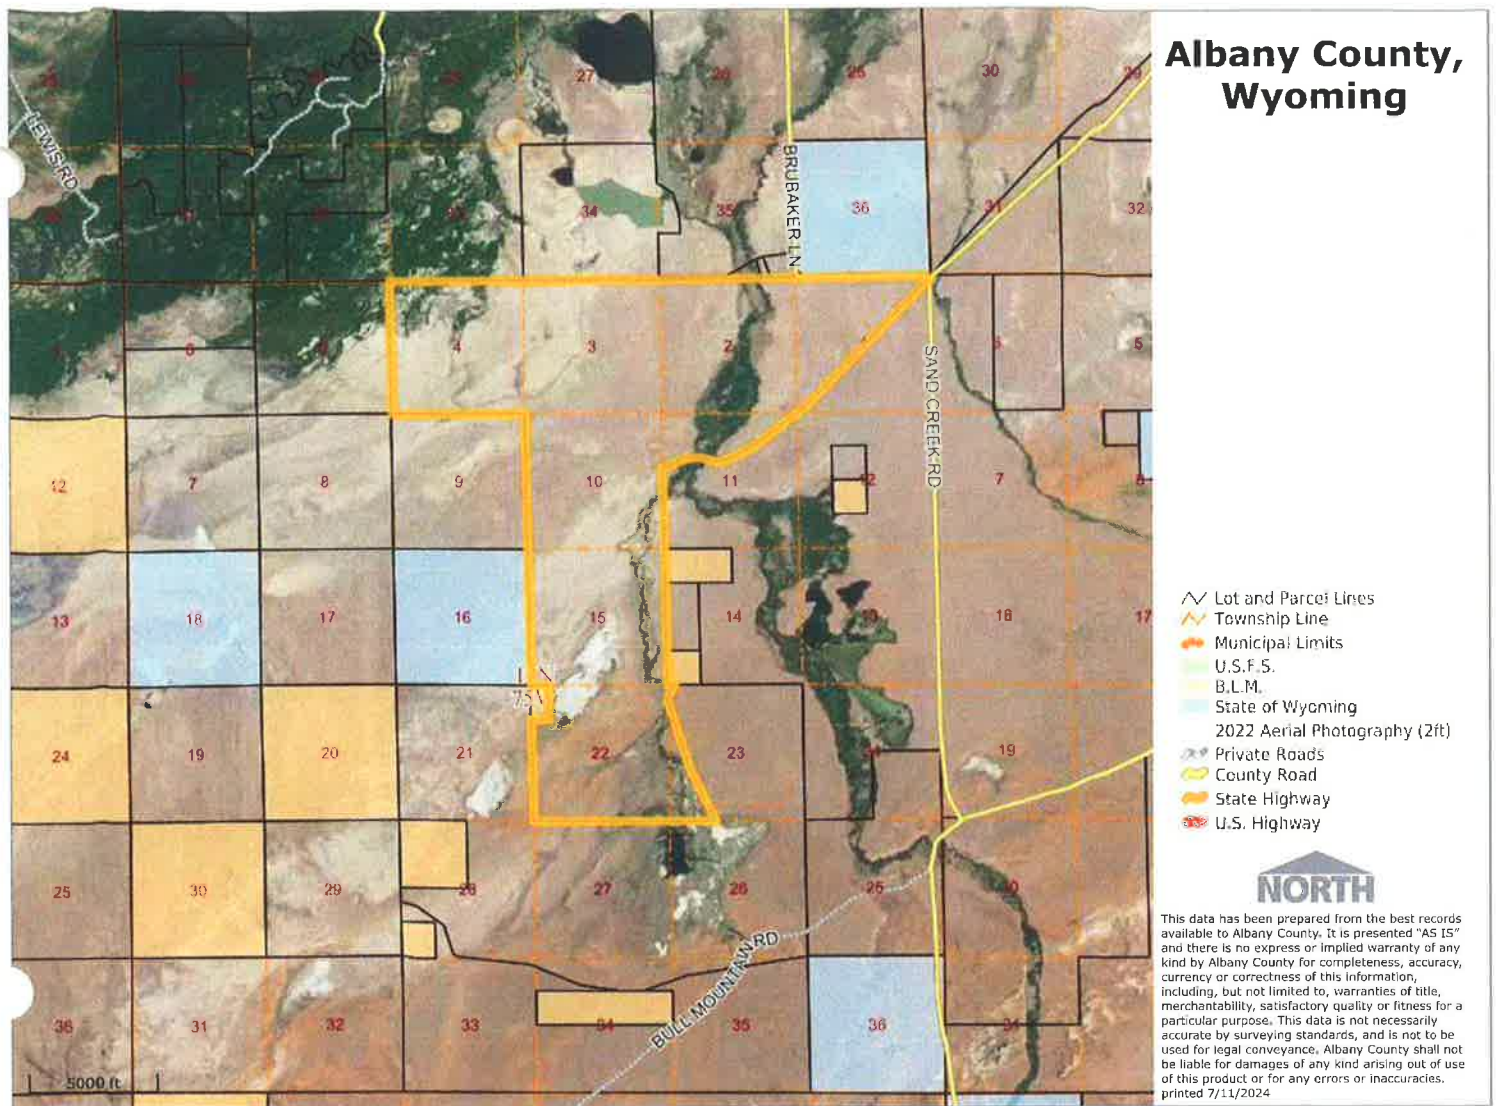 Albany County,
Wyoming
27
30
29
34
35
36
31
32
BRUBAKER LN
LEWIS RD
6
4
3
2
5
SAND CREEK RD
12
7
8
9
10
11
12
7
13
18
17
16
15
14
18
17
24
19
20
21
22
23
19
25
30
29
28
27
26
25
BULL MOUNTAIN RD
36
31
32
33
34
35
36
31
5000 ft
Lot and Parcel Lines
Township Line
Municipal Limits
U.S.F.S.
B.L.M.
State of Wyoming
2022 Aerial Photography (2ft)
Private Roads
County Road
State Highway
U.S. Highway
NORTH
This data has been prepared from the best records
available to Albany County. It is presented "AS IS"
and there is no express or implied warranty of any
kind by Albany County for completeness, accuracy,
currency or correctness of this information,
including, but not limited to, warranties of title,
merchantability, satisfactory quality or fitness for a
particular purpose. This data is not necessarily
accurate by surveying standards, and is not to be
used for legal conveyance. Albany County shall not
be liable for damages of any kind arising out of use
of this product or for any errors or inaccuracies.
printed 7/11/2024